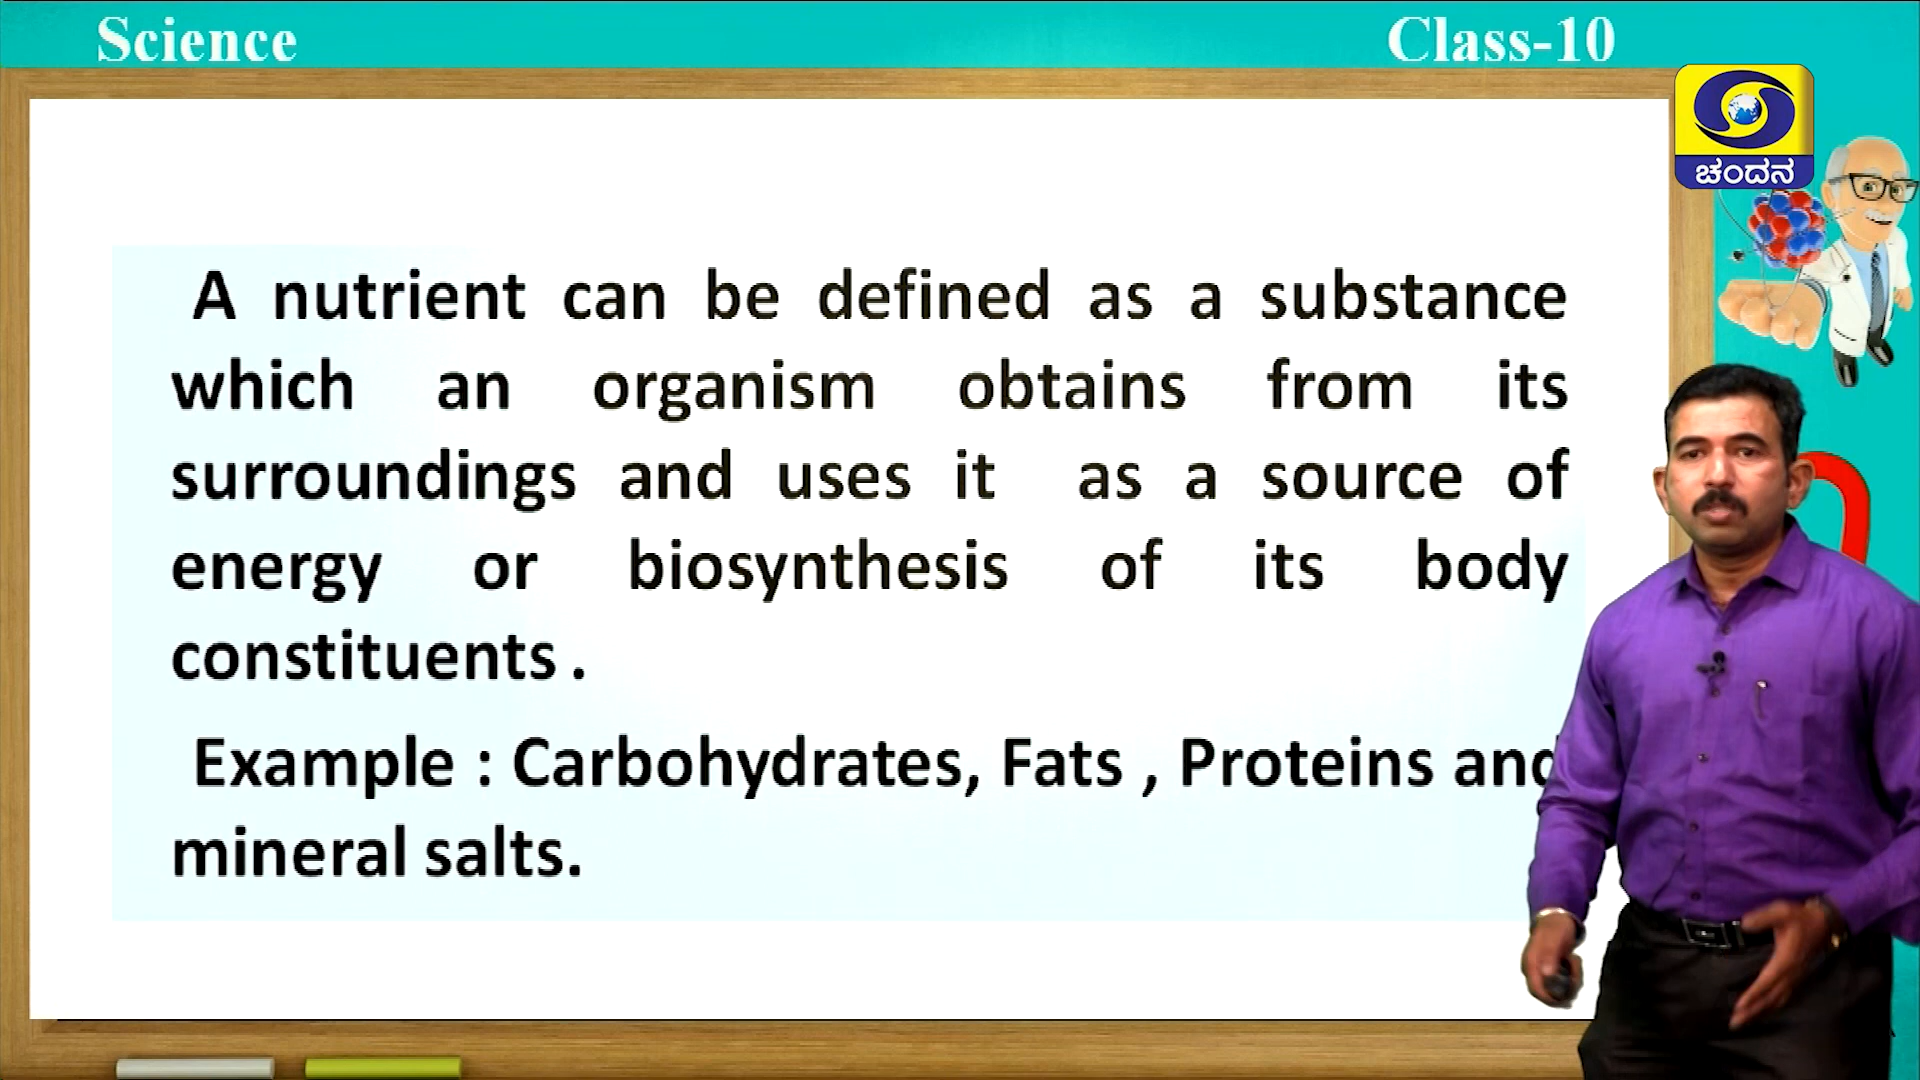 Science
Class-10
ಚಂದನ
A nutrient can be defined as a substance
which an organism obtains from its
surroundings and uses it as a source of
energy or biosynthesis of its body
constituents .
Example : Carbohydrates, Fats , Proteins and
mineral salts.